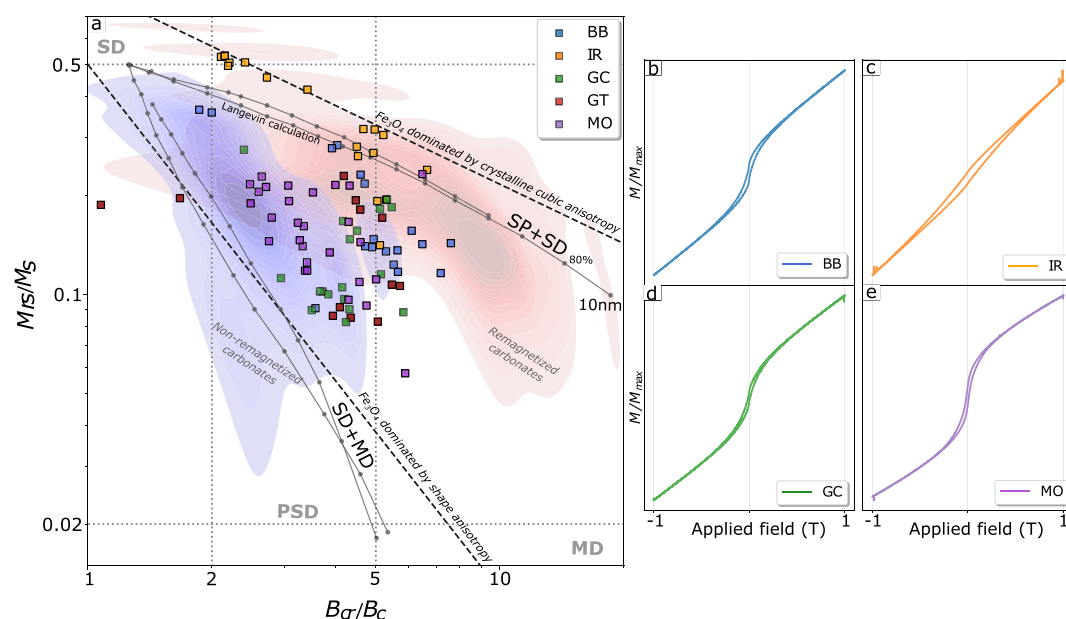 a
SD
BB
IR
GC
GT
MO
0.5
Langevin calculation
Fe3O4 dominated by crystalline cubic anisotropy
SP+SD
80%
10nm
0.1
Mrs/Ms
Non-remagnetized
carbonates
Remagnetized
carbonates
SD+MD
Fe3O4 dominated by shape anisotropy
PSD
0.02
MD
1
2
5
10
Bcr/Bc
b
BB
M/Mmax
c
IR
d
GC
M/Mmax
-1
1
Applied field (T)
e
MO
-1
1
Applied field (T)